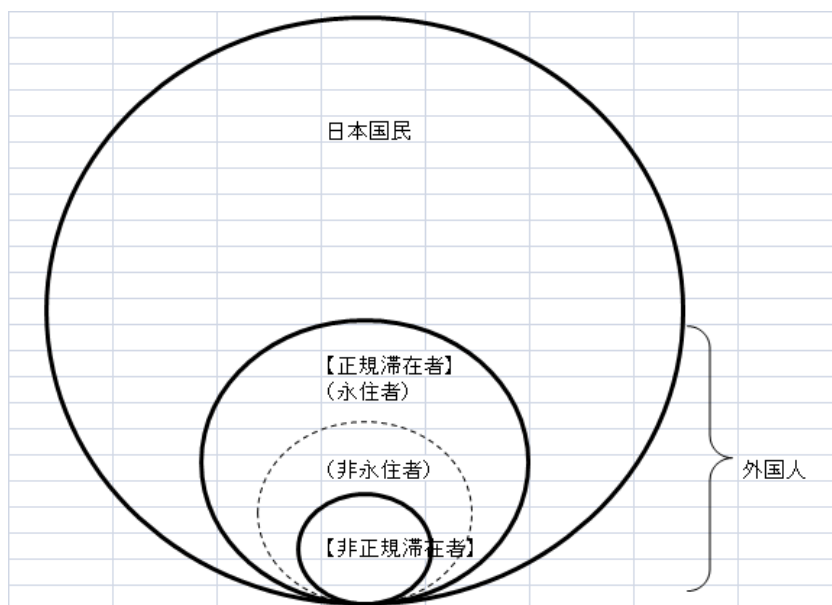 日本国民
【正規滞在者】
（永住者）
（非永住者）
外国人
【非正規滞在者】